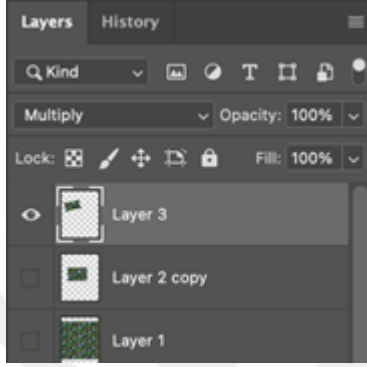 Layers History
Kind
Multiply Opacity: 100%
Lock: Fill: 100%
Layer 3
Layer 2 copy
Layer 1